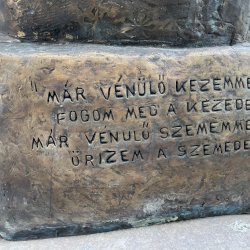 " MÁR VÉNÜLŐ KEZEMME
FOGOM MEG A KEZEDE
MÁR VÉNÜLŐ SZEMEMME
ŐRIZEM A SZEMEDE